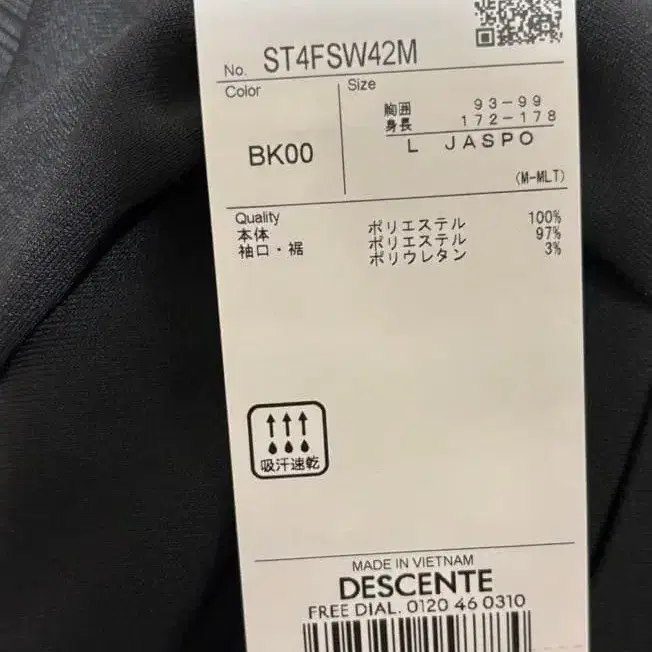 No. ST4FSW42M
Color
Size
BK00
胸囲 93-99
身長 172-178
L JASPO
(M-MLT)
Quality
本体 ポリエステル 100%
袖口・裾 ポリエステル 97%
ポリウレタン 3%
吸汗速乾
MADE IN VIETNAM
DESCENTE
FREE DIAL. 0120 46 0310